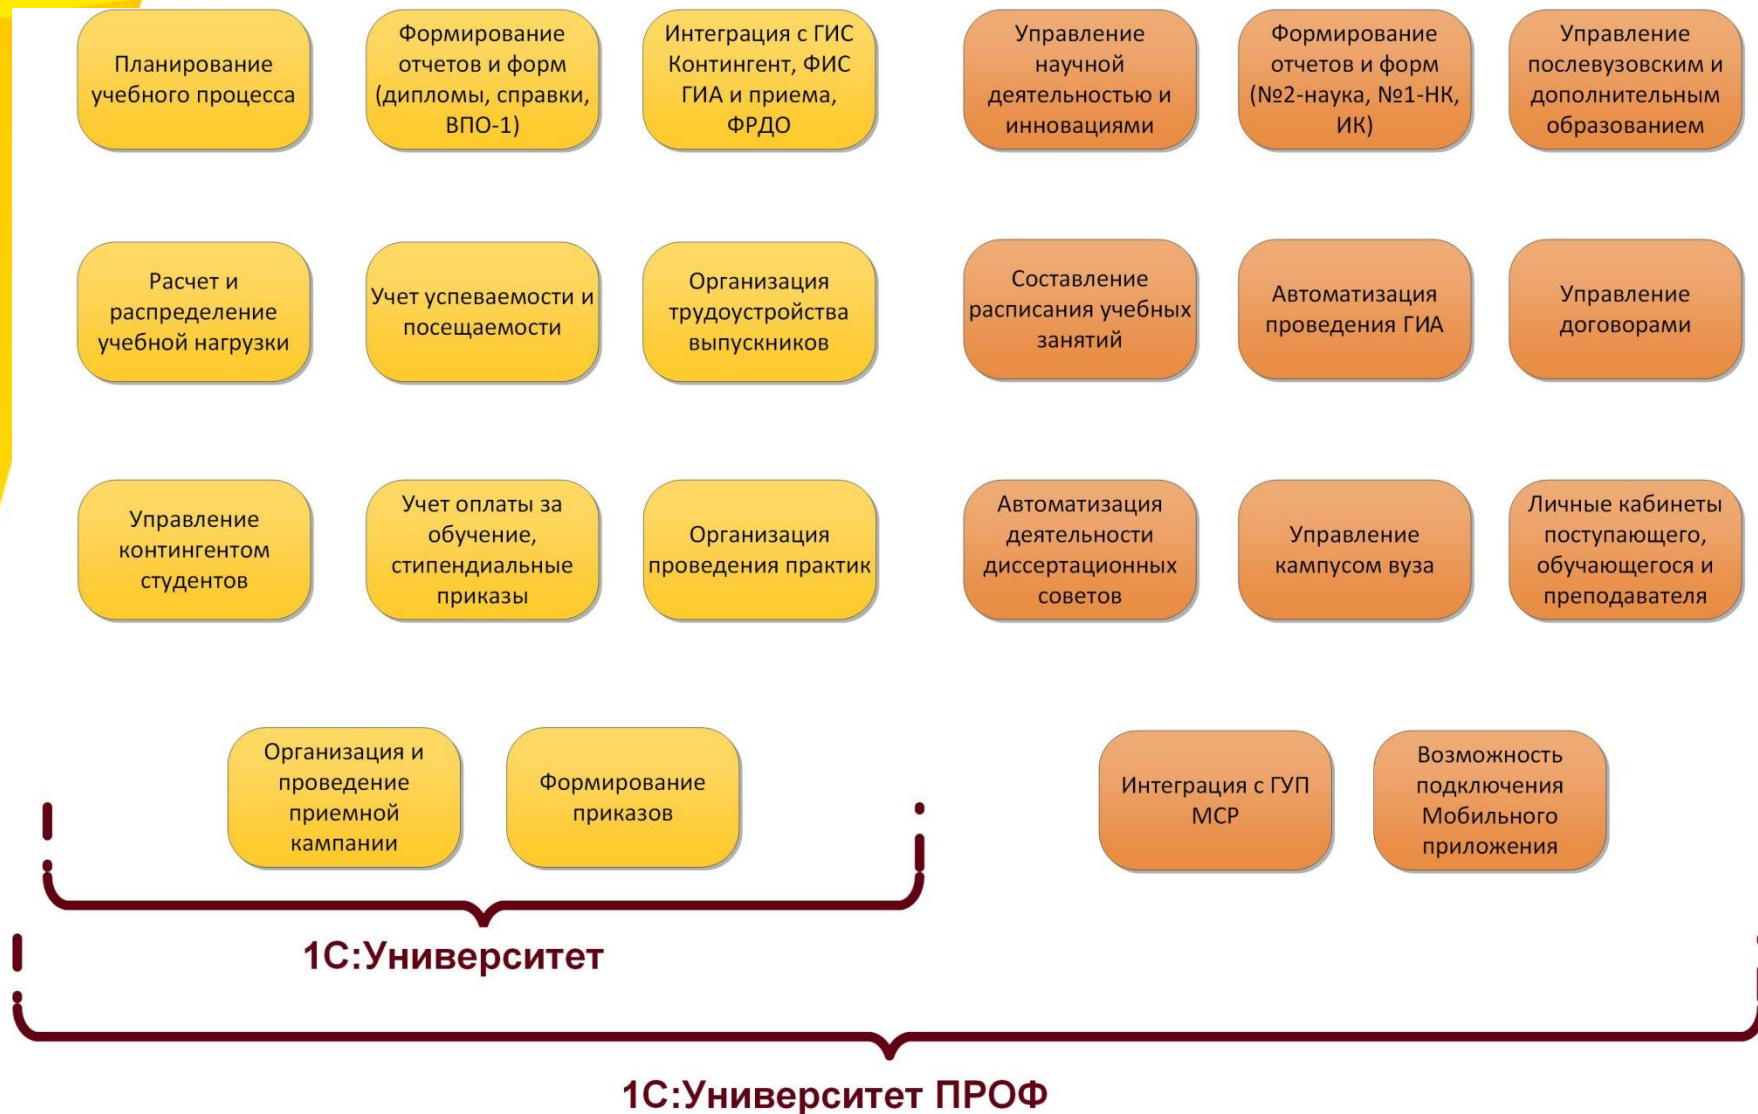 Планирование
учебного процесса
Формирование
отчетов и форм
(дипломы, справки,
ВПО-1)
Интеграция с ГИС
Контингент, ФИС
ГИА и приема,
ФРДО
Управление
научной
деятельностью и
инновациями
Формирование
отчетов и форм
(№2-наука, №1-НК,
ИК)
Управление
послевузовским и
дополнительным
образованием
Расчет и
распределение
учебной нагрузки
Учет успеваемости и
посещаемости
Организация
трудоустройства
выпускников
Составление
расписания учебных
занятий
Автоматизация
проведения ГИА
Управление
договорами
Управление
контингентом
студентов
Учет оплаты за
обучение,
стипендиальные
приказы
Организация
проведения практик
Автоматизация
деятельности
диссертационных
советов
Управление
кампусом вуза
Личные кабинеты
поступающего,
обучающегося и
преподавателя
Организация и
проведение
приемной
кампании
Формирование
приказов
Интеграция с ГУП
МСР
Возможность
подключения
Мобильного
приложения
1С:Университет
1С:Университет ПРОФ